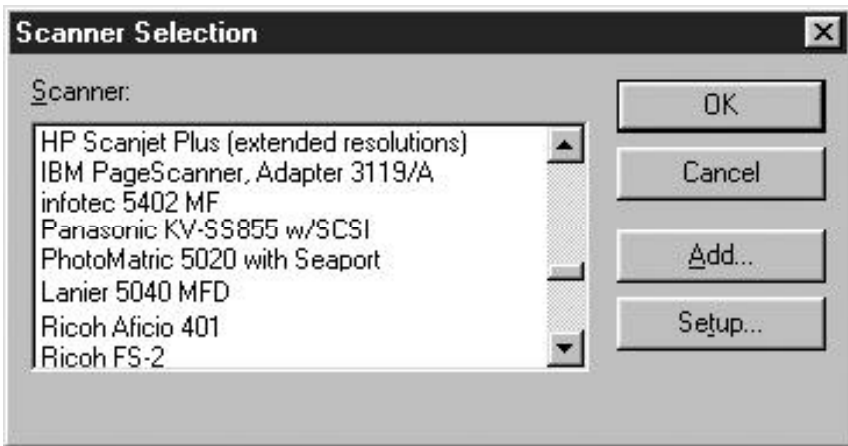 Scanner Selection
Scanner:
HP Scanjet Plus (extended resolutions)
IBM PageScanner, Adapter 3119/A
infotec 5402 MF
Panasonic KV-SS855 w/SCSI
PhotoMatric 5020 with Seaport
Lanier 5040 MFD
Ricoh Aficio 401
Ricoh FS-2
OK
Cancel
Add...
Setup...